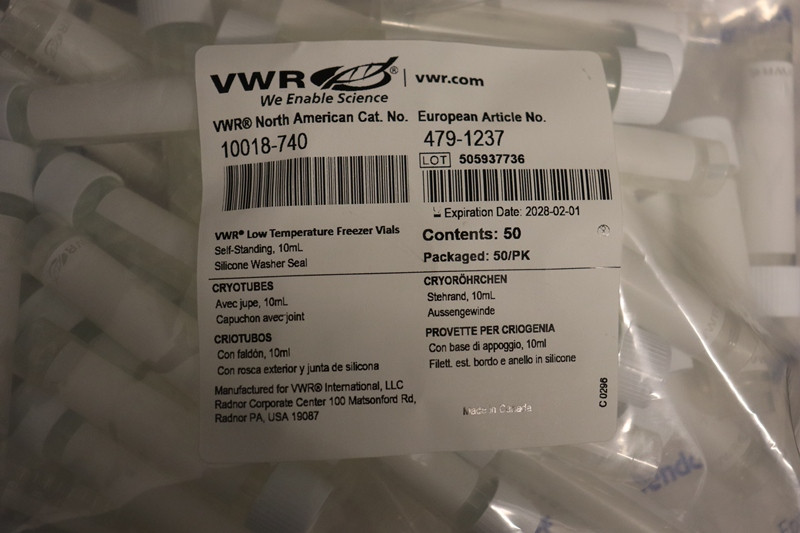 VWR® | vwr.com
We Enable Science
VWR® North American Cat. No.
10018-740
European Article No.
479-1237
LOT 505937736
Expiration Date: 2028-02-01
VWR® Low Temperature Freezer Vials
Self-Standing, 10mL
Silicone Washer Seal
Contents: 50
Packaged: 50/PK
CRYOTUBES
Avec jupe, 10mL
Capuchon avec joint
CRIOTUBOS
Con faldón, 10ml
Con rosca exterior y junta de silicona
CRYORÖHRCHEN
Stehrand, 10mL
Aussengewinde
PROVETTE PER CRIOGENIA
Con base di appoggio, 10ml
Filett. est. bordo e anello in silicone
Manufactured for VWR® International, LLC
Radnor Corporate Center 100 Matsonford Rd,
Radnor PA, USA 19087
Made in Canada
C 0296